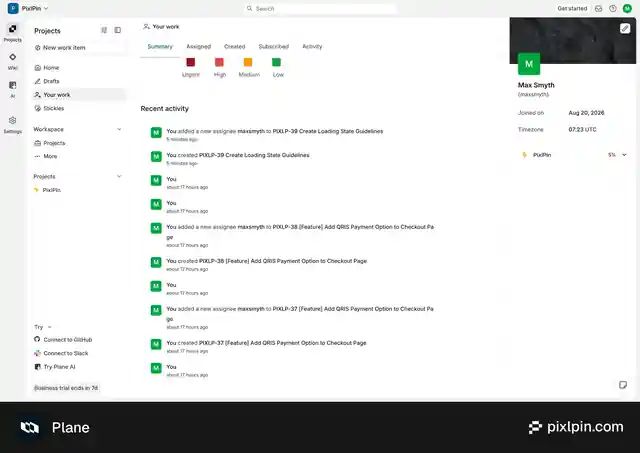 PixlPin
Search
Get started
M
Projects
Wiki
AI
Settings
Projects
New work item
Home
Drafts
Your work
Stickies
Workspace
Projects
More
Projects
PixlPin
Try
Connect to GitHub
Connect to Slack
Try Plane AI
Business trial ends in 7d
Your work
Summary Assigned Created Subscribed Activity
Urgent High Medium Low
Recent activity
M You added a new assignee maxsmyth to PIXLP-39 Create Loading State Guidelines
5 minutes ago
M You created PIXLP-39 Create Loading State Guidelines
5 minutes ago
M You
about 17 hours ago
M You
about 17 hours ago
M You added a new assignee maxsmyth to PIXLP-38 [Feature] Add QRIS Payment Option to Checkout Pa
ge
about 17 hours ago
M You created PIXLP-38 [Feature] Add QRIS Payment Option to Checkout Page
about 17 hours ago
M You
about 17 hours ago
M You added a new assignee maxsmyth to PIXLP-37 [Feature] Add QRIS Payment Option to Checkout Pa
ge
about 17 hours ago
M You created PIXLP-37 [Feature] Add QRIS Payment Option to Checkout Page
about 17 hours ago
M You
about 17 hours ago
M
Max Smyth
(maxsmyth)
Joined on Aug 20, 2026
Timezone 07:23 UTC
PixlPin 5%
Plane
pixlpin.com